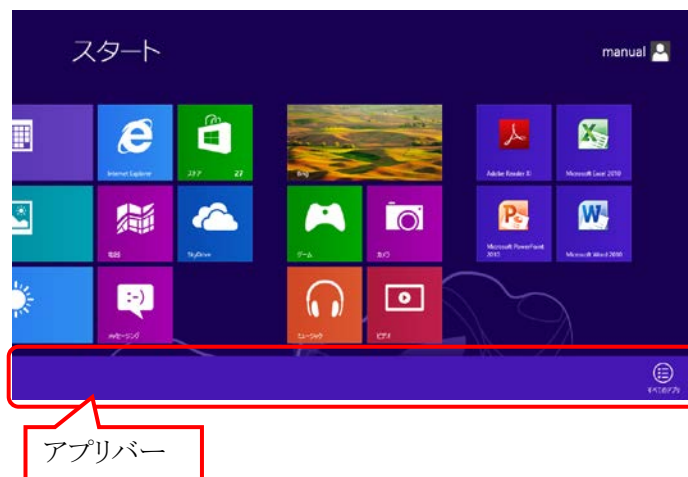 スタート
manual
Internet Explorer
ストア
27
Bing
Adobe Reader XI
Microsoft Excel 2010
地図
SkyDrive
ゲーム
カメラ
Microsoft PowerPoint
2010
Microsoft Word 2010
メッセージング
ミュージック
ビデオ
すべてのアプリ
アプリバー